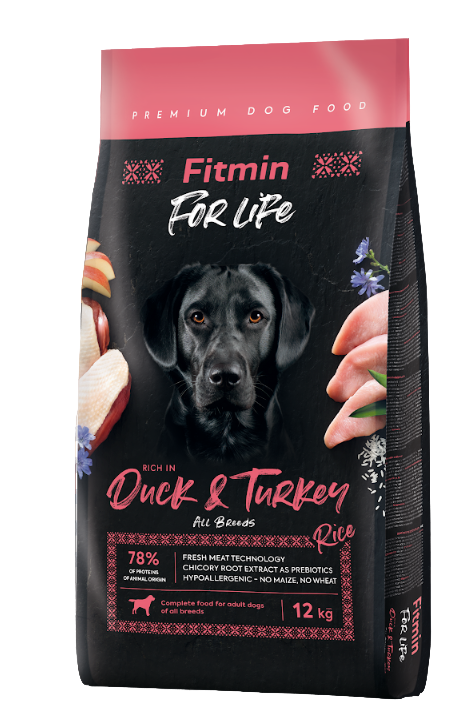 PREMIUM DOG FOOD
Fitmin
FOR LIFE
RICH IN
DUCK & TURKEY
ALL BREEDS
Rice
78%
OF PROTEINS
OF ANIMAL ORIGIN
FRESH MEAT TECHNOLOGY
CHICORY ROOT EXTRACT AS PREBIOTICS
HYPOALLERGENIC - NO MAIZE, NO WHEAT
Complete food for adult dogs
of all breeds
12 kg
Fitmin
FOR LIFE
DUCK & TURKEY